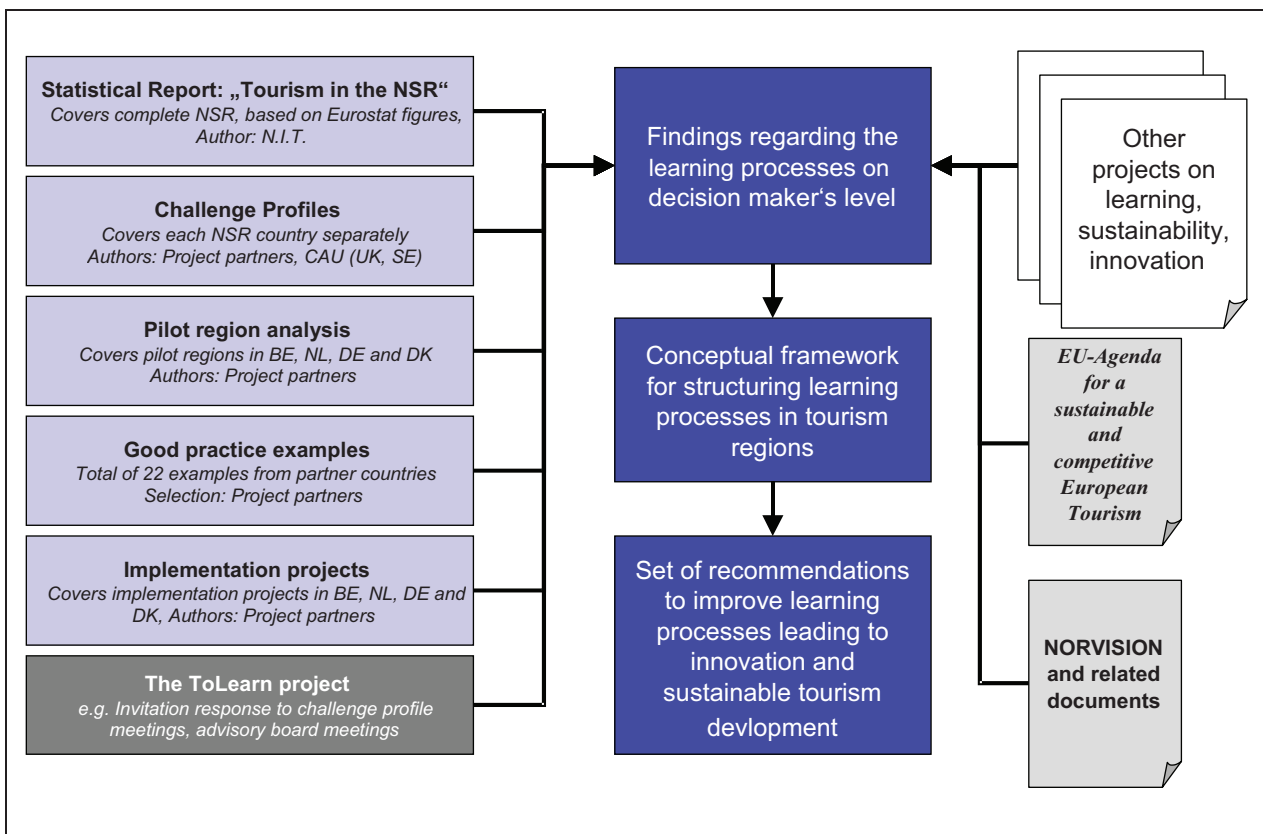 Statistical Report: „Tourism in the NSR“
Covers complete NSR, based on Eurostat figures,
Author: N.I.T.
Challenge Profiles
Covers each NSR country separately
Authors: Project partners, CAU (UK, SE)
Pilot region analysis
Covers pilot regions in BE, NL, DE and DK
Authors: Project partners
Good practice examples
Total of 22 examples from partner countries
Selection: Project partners
Implementation projects
Covers implementation projects in BE, NL, DE and
DK, Authors: Project partners
The ToLearn project
e.g. Invitation response to challenge profile
meetings, advisory board meetings
Findings regarding the
learning processes on
decision maker‘s level
Conceptual framework
for structuring learning
processes in tourism
regions
Set of recommendations
to improve learning
processes leading to
innovation and
sustainable tourism
devlopment
Other
projects on
learning,
sustainability,
innovation
EU-Agenda
for a
sustainable
and
competitive
European
Tourism
NORVISION
and related
documents